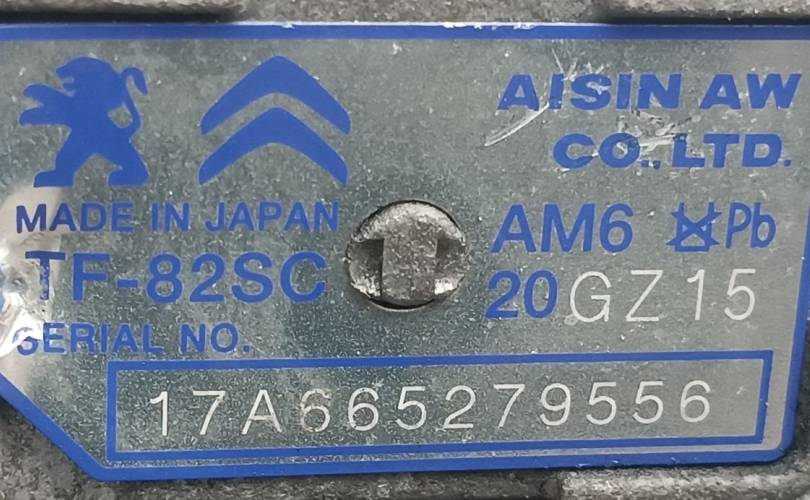 AISIN AW
CO.,LTD.
MADE IN JAPAN
AM6 Pb
TF-82SC
20GZ15
SERIAL NO.
17A665279556